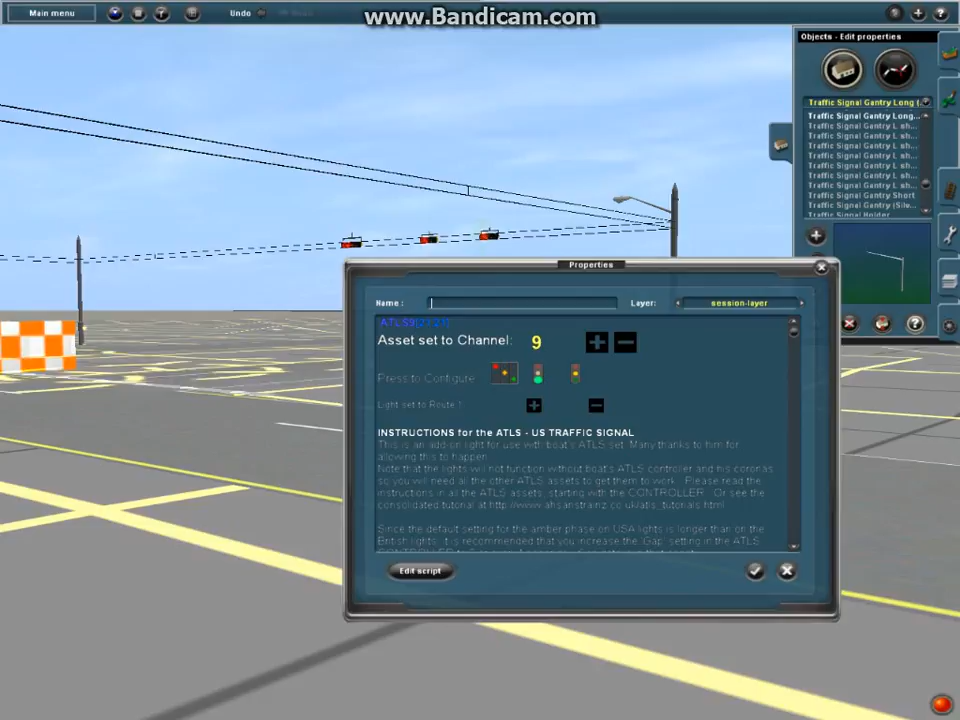 www.Bandicam.com
Main menu
Undo
Objects - Edit properties
Traffic Signal Gantry Long (
Traffic Signal Gantry Long...
Traffic Signal Gantry L sh...
Traffic Signal Gantry L sh...
Traffic Signal Gantry L sh...
Traffic Signal Gantry L sh...
Traffic Signal Gantry L sh...
Traffic Signal Gantry L sh...
Traffic Signal Gantry L sh...
Traffic Signal Gantry Short
Traffic Signal Gantry (Silv...
Traffic Signal Holder
Properties
Name :
Layer:
session-layer
Asset set to Channel:
9
Press to Configure
Light set to Route ?
INSTRUCTIONS for the ATLS - US TRAFFIC SIGNAL
This is an add-on light for use with boat's ATLS set. Many thanks to him for
allowing this to happen.
Note that the lights will not function without boat's ATLS controller and his coronas
so you will need all the other ATLS assets to get them to work. Please read the
instructions in all the ATLS assets, starting with the CONTROLLER. Or see the
consolidated tutorial at
Since the default setting for the amber phase on USA lights is longer than on the
British lights, it is recommended that you increase the 'Gap' setting in the ATLS
Edit script